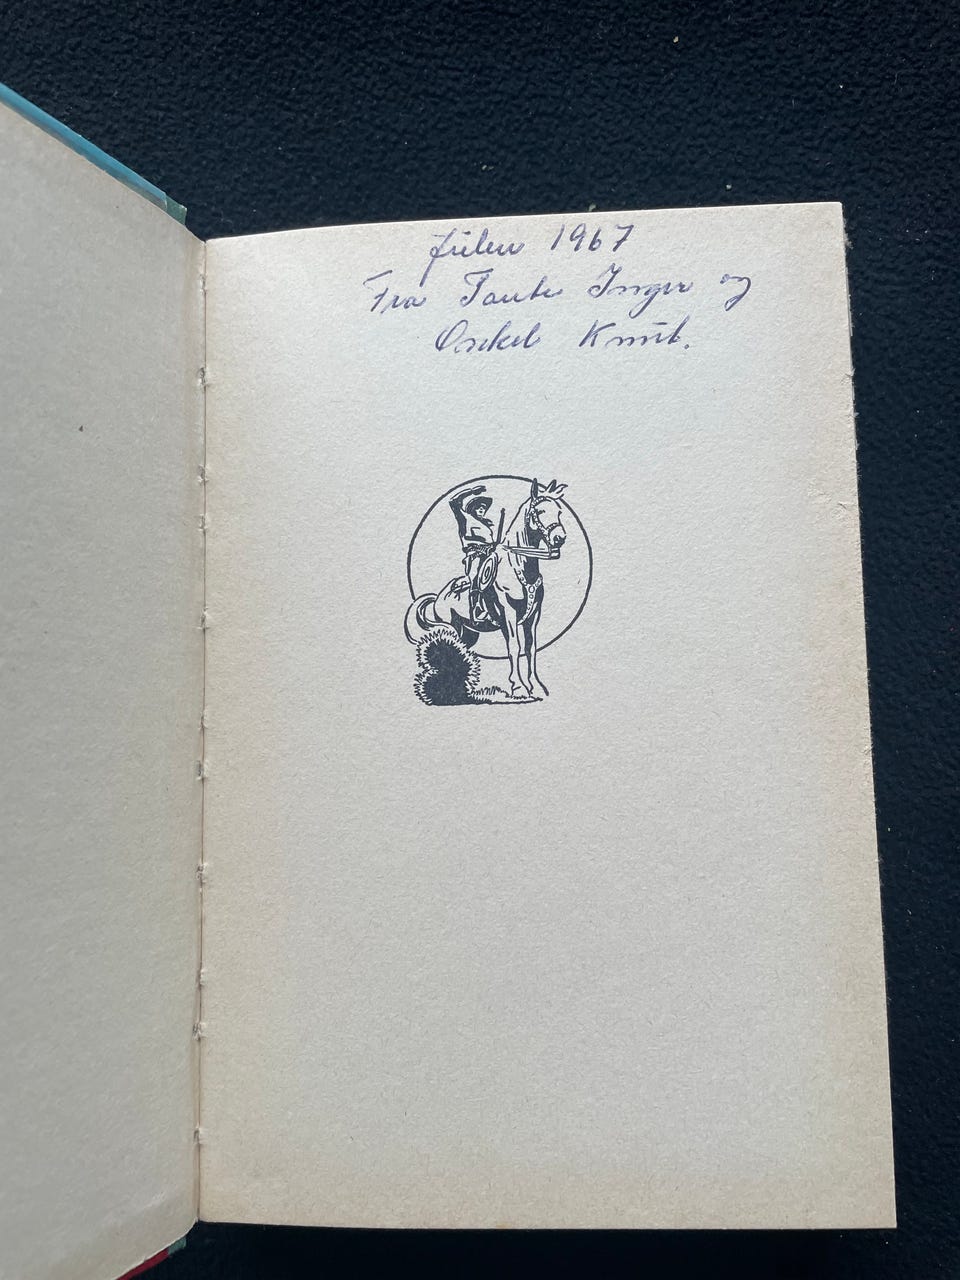 Julen 1967
Fra Tante Inger og
Onkel Knut.